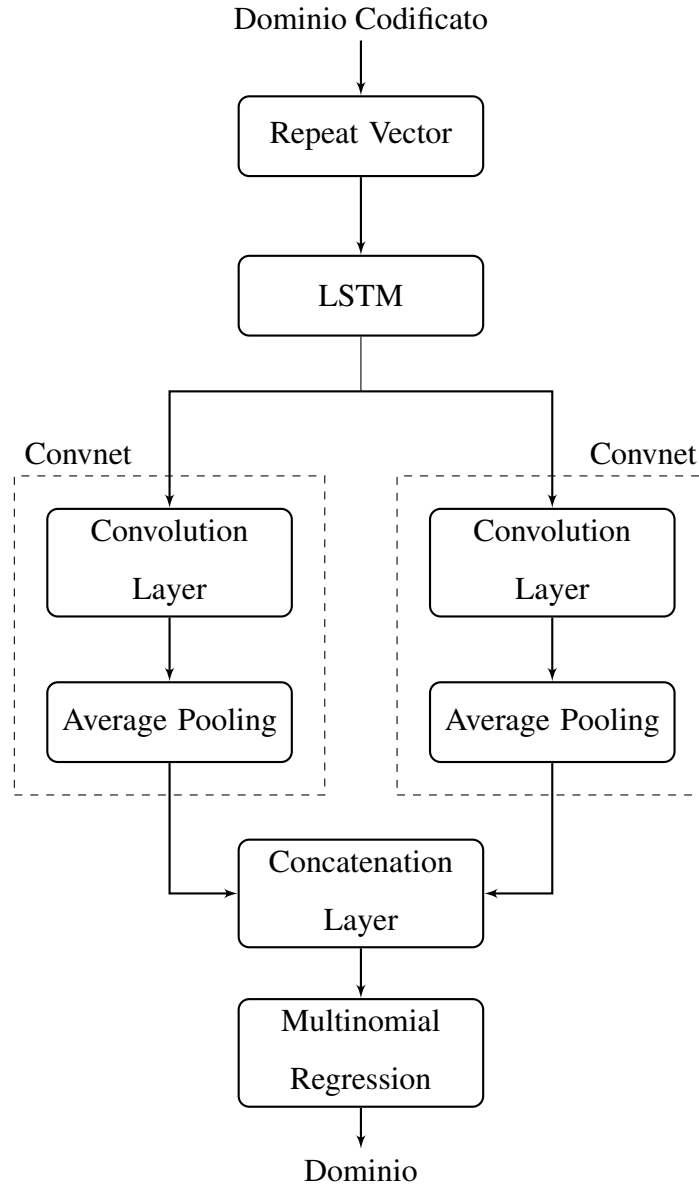 Dominio Codificato
Repeat Vector
LSTM
Convnet
Convolution
Layer
Average Pooling
Convnet
Convolution
Layer
Average Pooling
Concatenation
Layer
Multinomial
Regression
Dominio